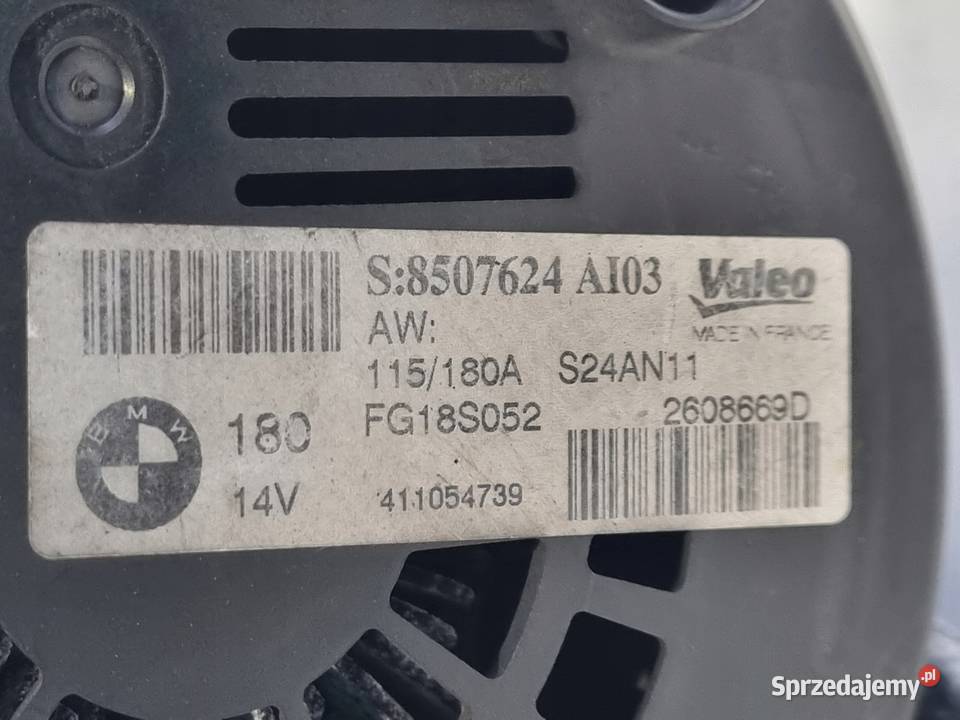 S:8507624 AI03
Valeo
MADE IN FRANCE
AW:
115/180A S24AN11
BMW
180
FG18S052
2608669D
14V
411054739
Sprzedajemy.pl